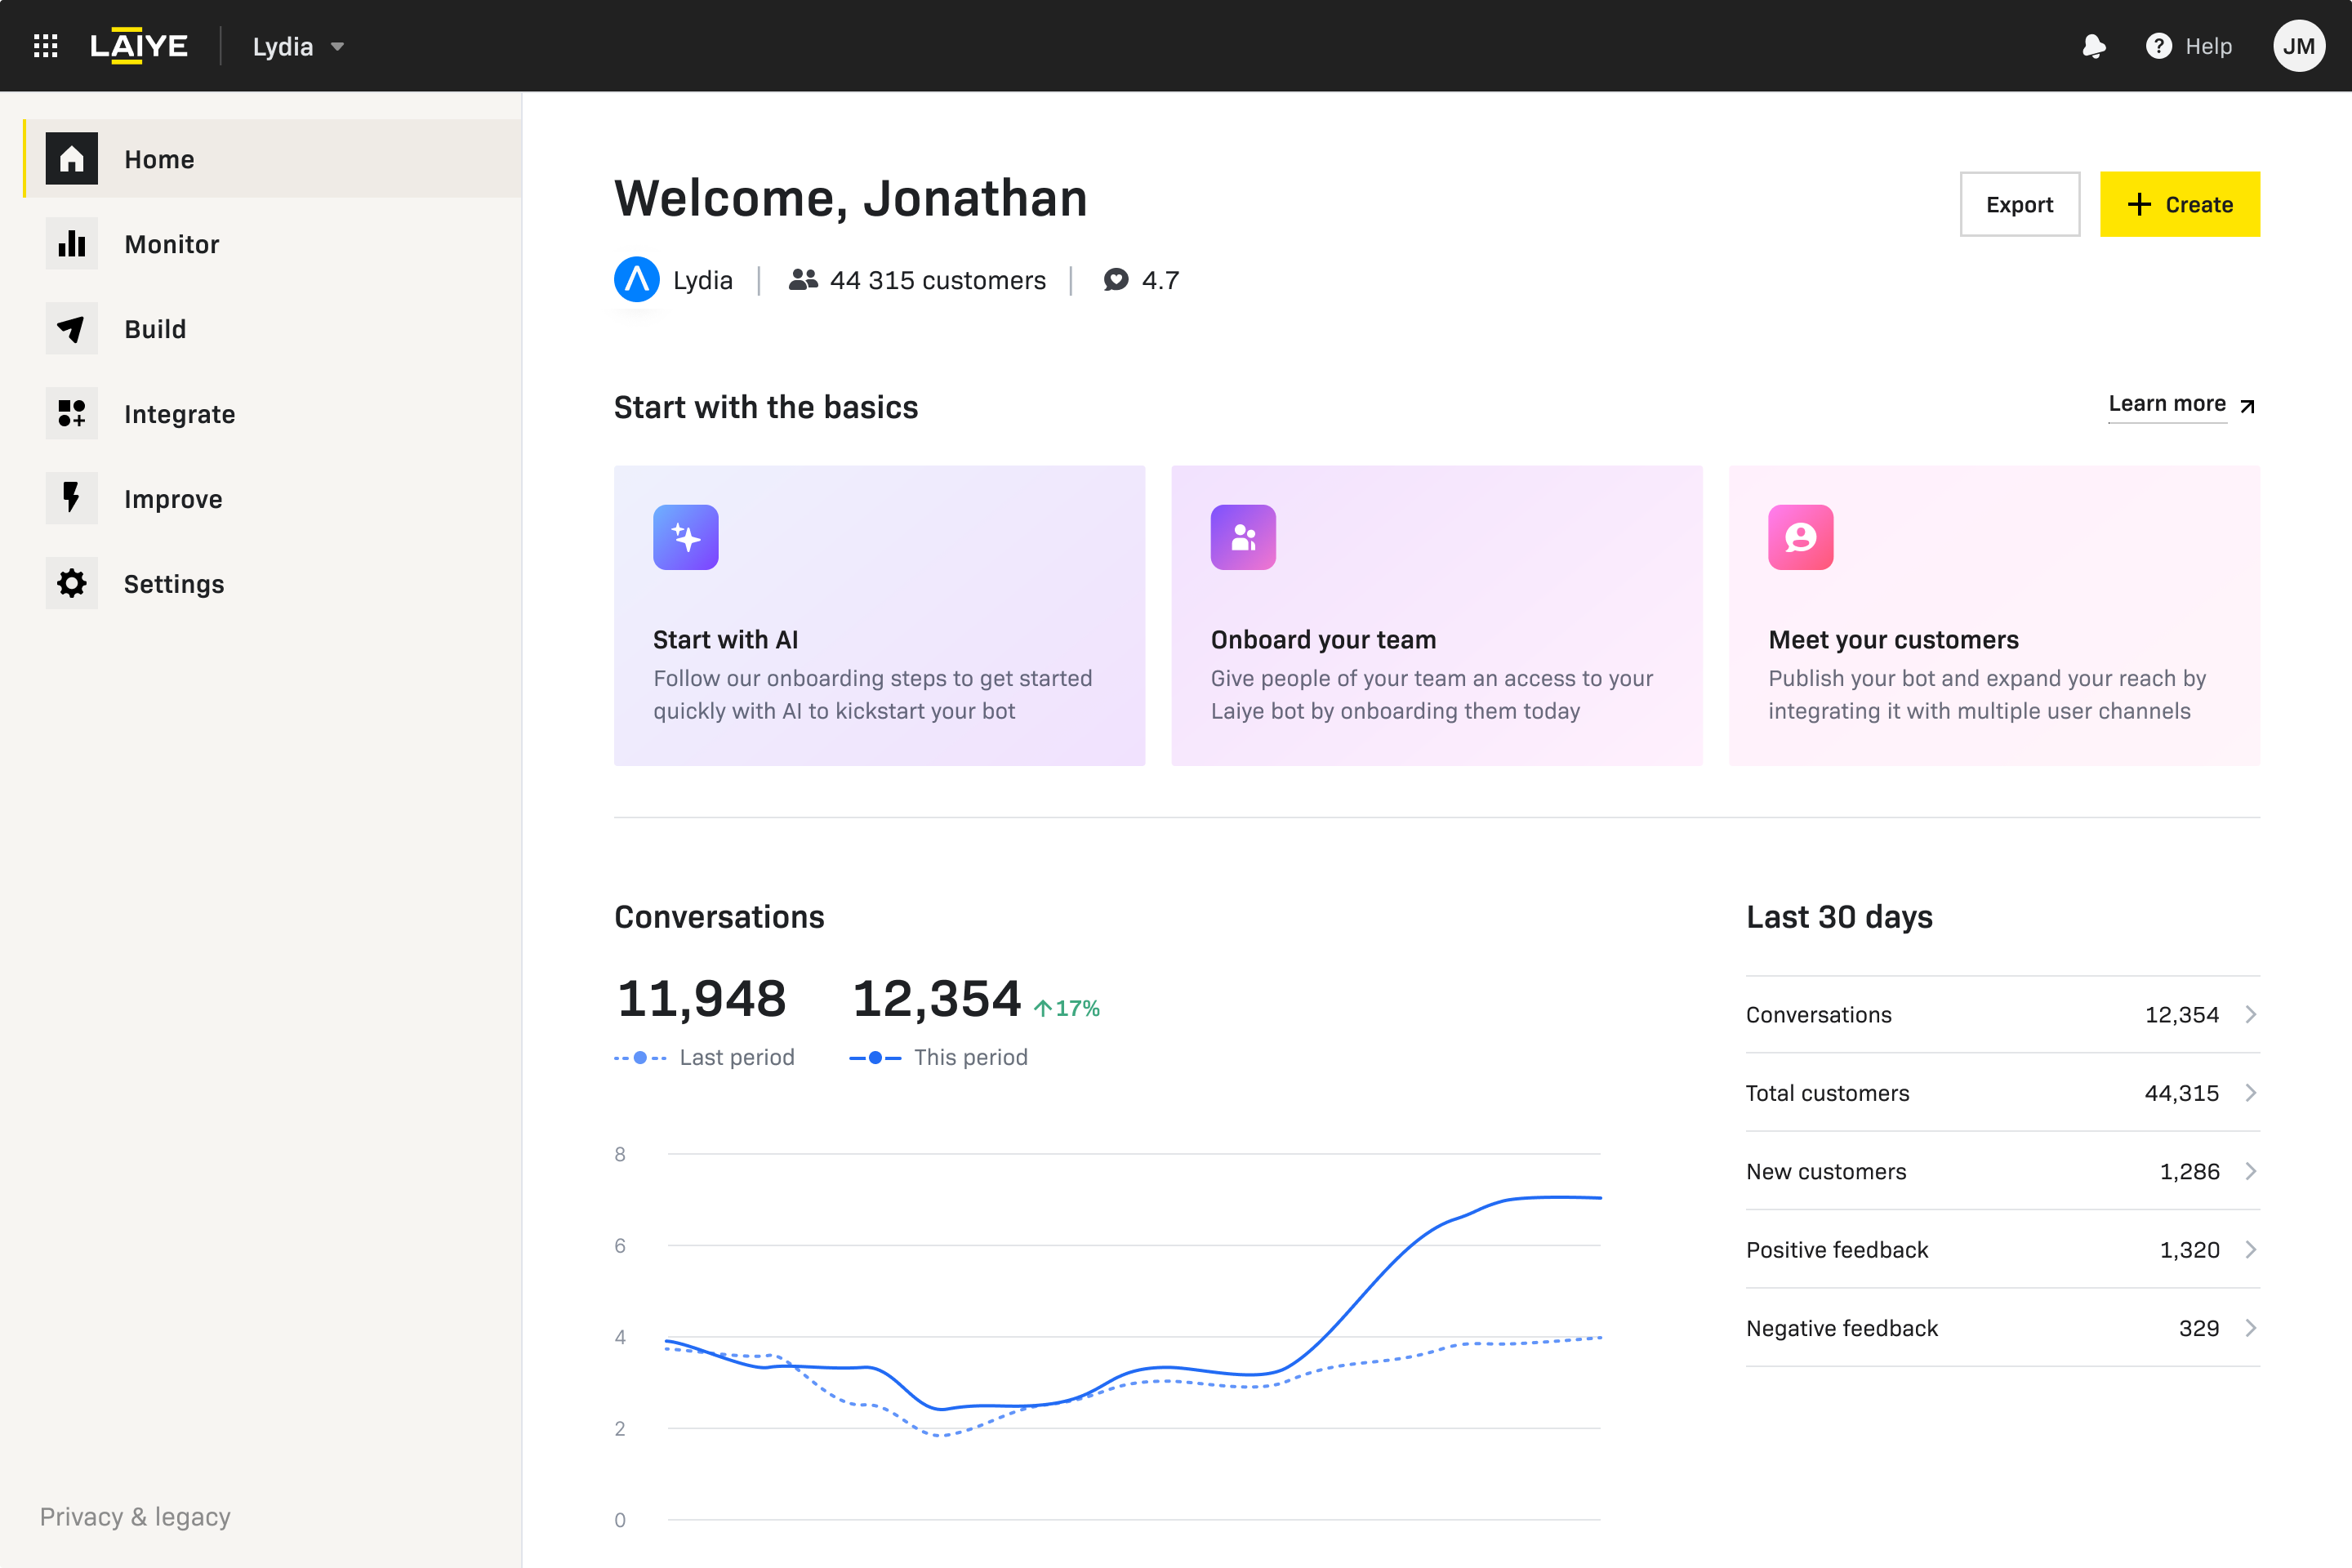 LAIYE
Lydia
Help
JM
Home
Monitor
Build
Integrate
Improve
Settings
Privacy & legacy
Welcome, Jonathan
Export
Create
Lydia
44 315 customers
4.7
Start with the basics
Learn more
Start with AI
Follow our onboarding steps to get started
quickly with AI to kickstart your bot
Onboard your team
Give people of your team an access to your
Laiye bot by onboarding them today
Meet your customers
Publish your bot and expand your reach by
integrating it with multiple user channels
Conversations
11,948
Last period
12,354
17%
This period
8
6
4
2
0
Last 30 days
Conversations 12,354
Total customers 44,315
New customers 1,286
Positive feedback 1,320
Negative feedback 329